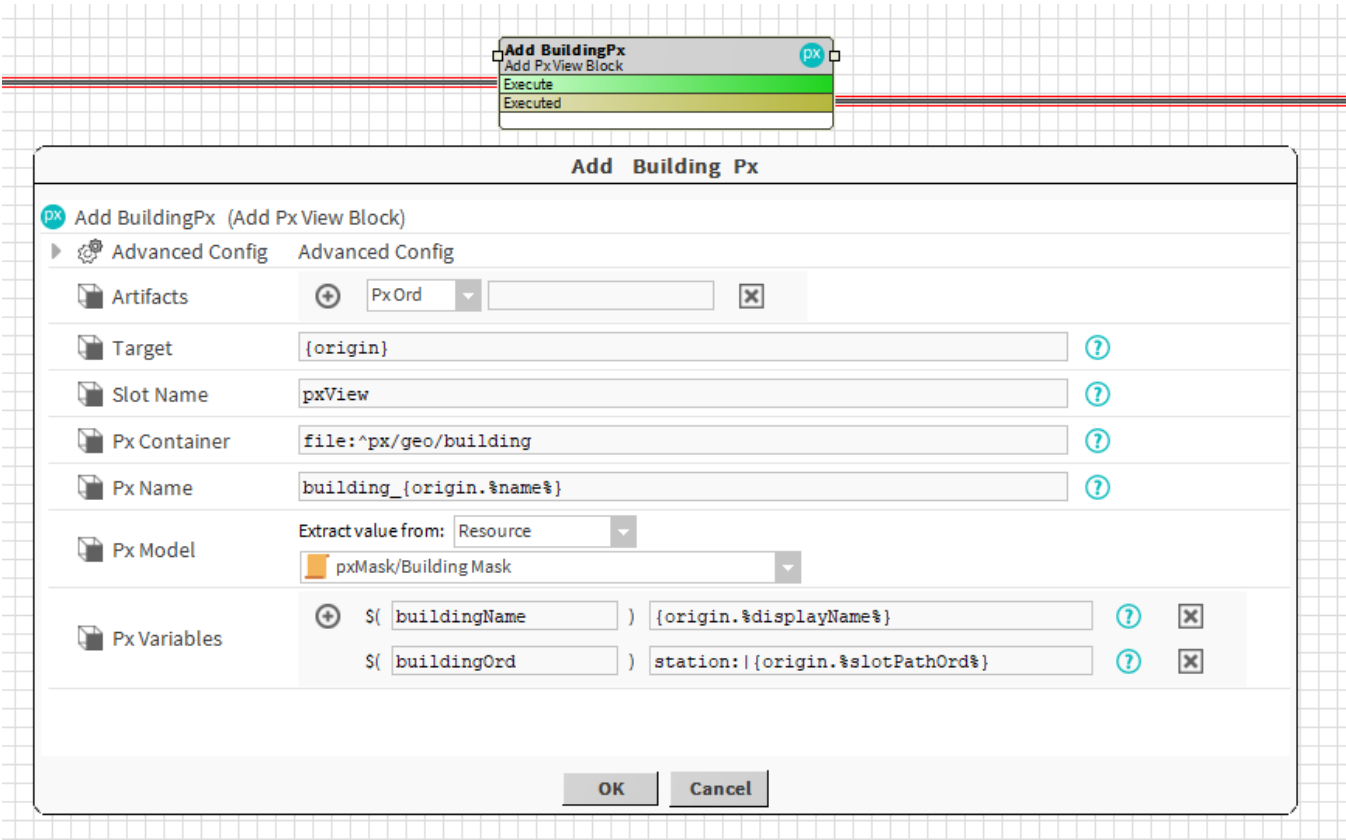 Add BuildingPx
px
Add Px View Block
Execute
Executed
Add Building Px
px Add BuildingPx (Add Px View Block)
Advanced Config Advanced Config
Artifacts Px Ord
Target {origin} ?
Slot Name pxView ?
Px Container file:^px/geo/building ?
Px Name building_{origin.%name%} ?
Px Model Extract value from: Resource
pxMask/Building Mask
Px Variables
$( buildingName ) {origin.%displayName%} ?
$( buildingOrd ) station:|{origin.%slotPathOrd%} ?
OK Cancel